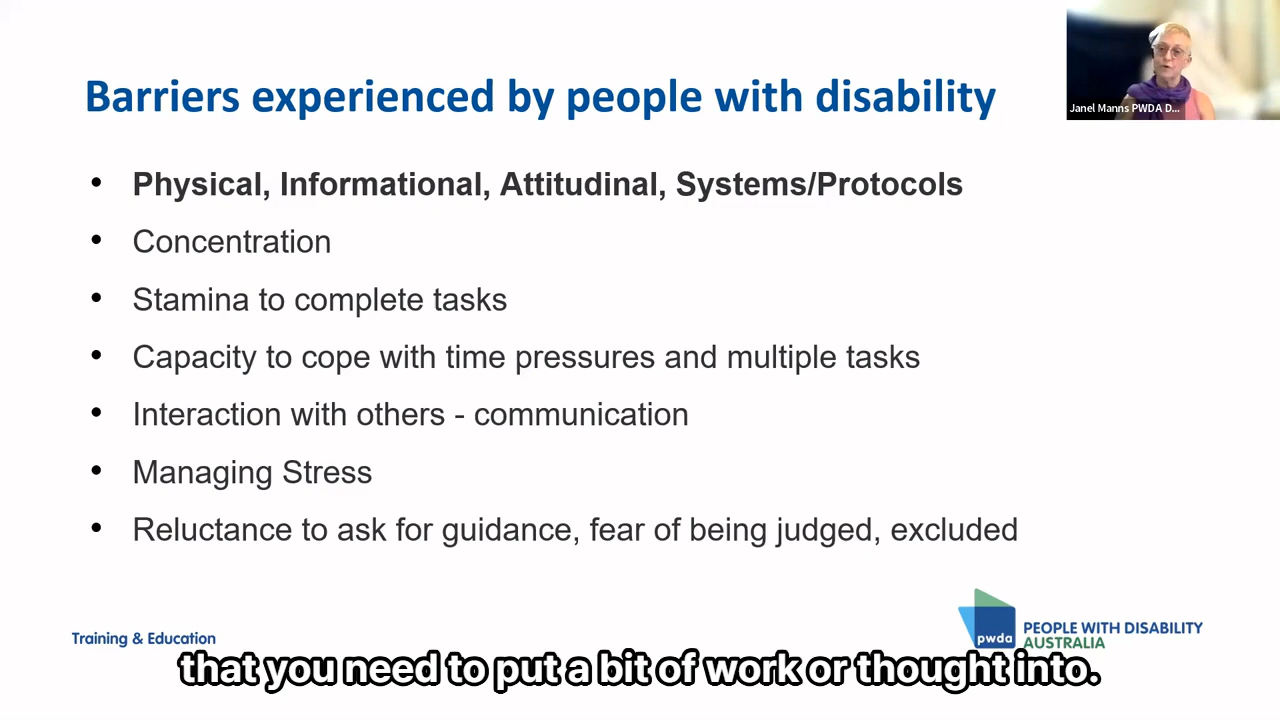 Barriers experienced by people with disability
Janel Manns PWDA D...
• Physical, Informational, Attitudinal, Systems/Protocols
• Concentration
• Stamina to complete tasks
• Capacity to cope with time pressures and multiple tasks
• Interaction with others - communication
• Managing Stress
• Reluctance to ask for guidance, fear of being judged, excluded
Training & Education
pwda
PEOPLE WITH DISABILITY
AUSTRALIA
that you need to put a bit of work or thought into.